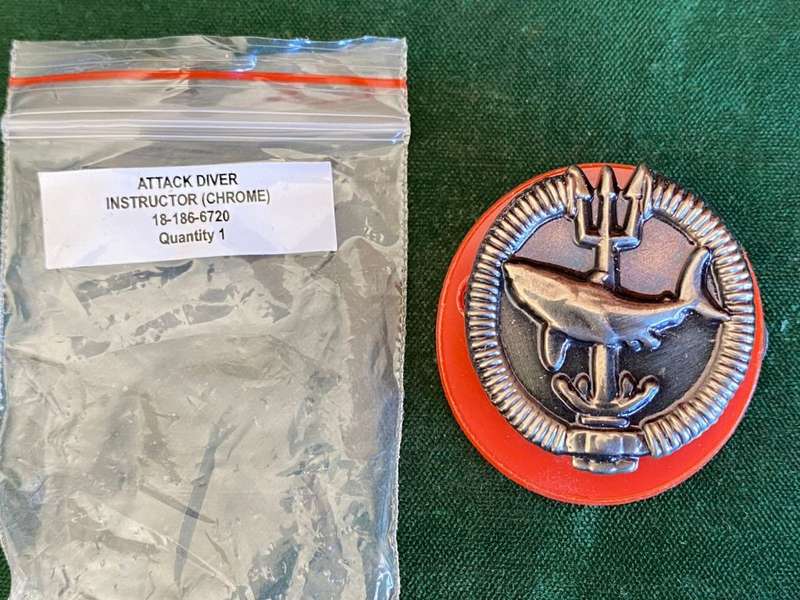 ATTACK DIVER
INSTRUCTOR (CHROME)
18-186-6720
Quantity 1